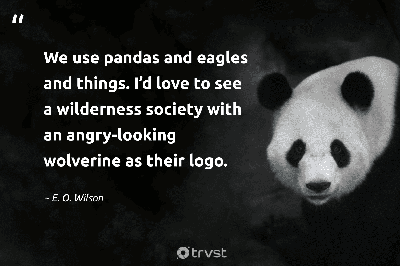 "
We use pandas and eagles
and things. I'd love to see
a wilderness society with
an angry-looking
wolverine as their logo.
- E. O. Wilson
trvst